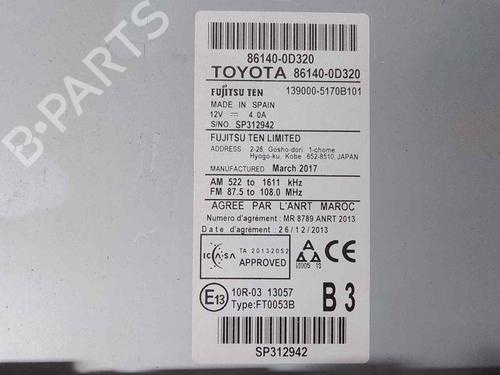 86140-0D320
TOYOTA 86140-0D320
FUJITSU TEN 139000-5170B101
MADE IN SPAIN
12V 4.0A
S/NO. SP312942
FUJITSU TEN LIMITED
ADDRESS 2-28, Gosho-dori 1-chome
Hyogo-ku, Kobe 652-8510, JAPAN
MANUFACTURED March 2017
AM 522 to 1611 kHz
FM 87.5 to 108.0 MHz
AGREE PAR L'ANRT MAROC
Numéro d'agrément: MR 8789 ANRT 2013
Date d'agrément: 26/12/2013
ICASA
TA 2013-2052
APPROVED
CE
E13
10R-03 13057
Type:FT0053B
B 3
SP312942
B-PARTS